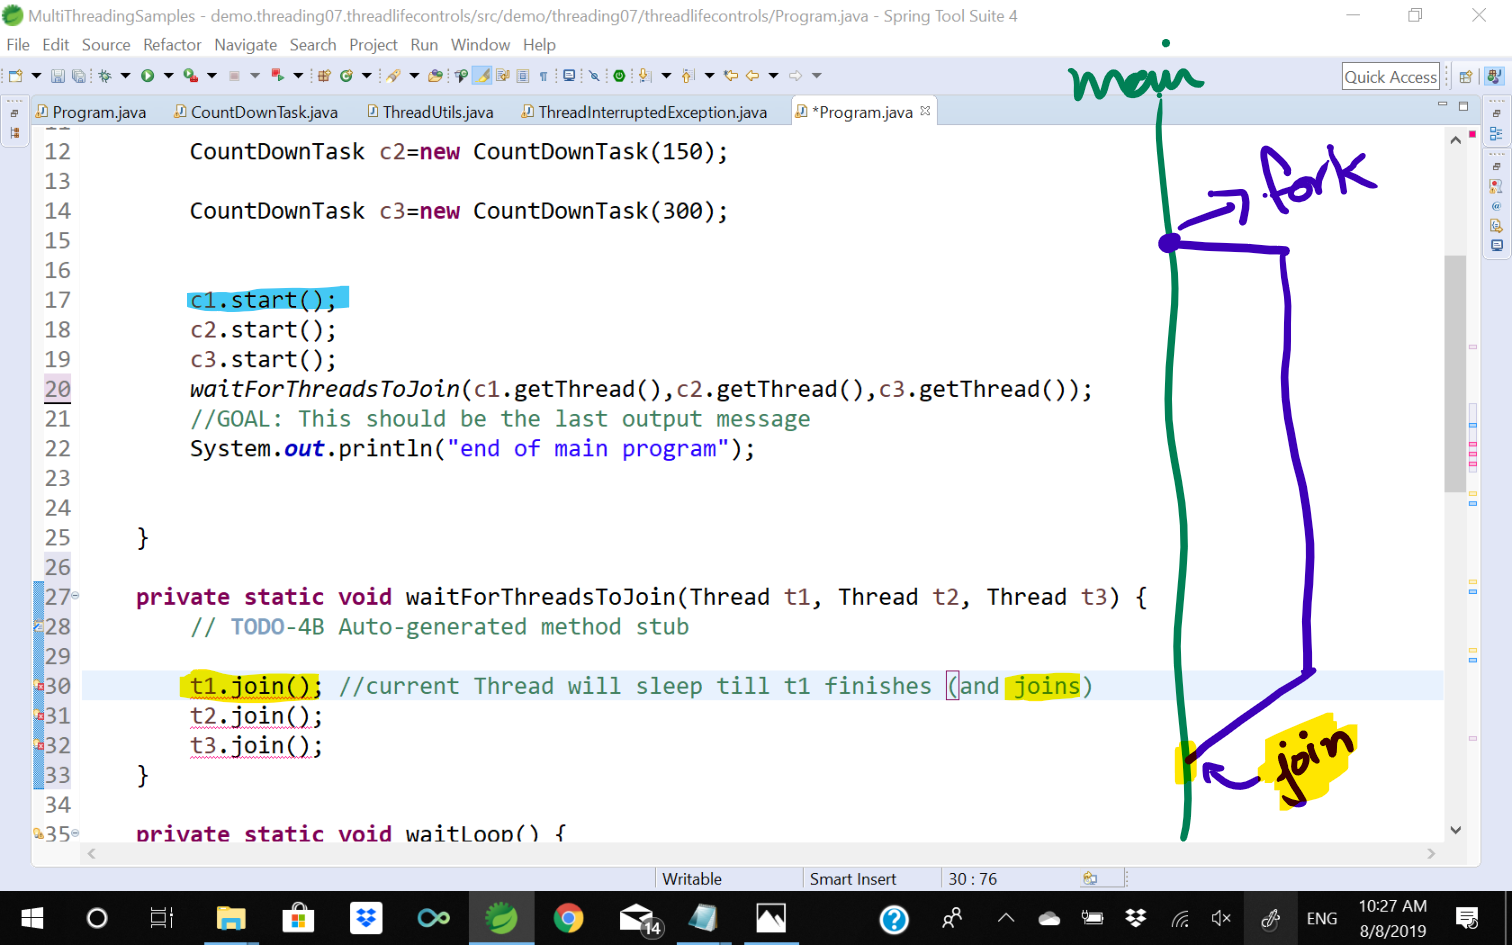 MultiThreadingSamples - demo.threading07.threadlifecontrols/src/demo/threading07/threadlifecontrols/Program.java - Spring Tool Suite 4
File Edit Source Refactor Navigate Search Project Run Window Help
Quick Access
main
Program.java CountDownTask.java ThreadUtils.java ThreadInterruptedException.java *Program.java
11
12 CountDownTask c2=new CountDownTask(150);
13
fork
14 CountDownTask c3=new CountDownTask(300);
15
16
17 c1.start();
18 c2.start();
19 c3.start();
20 waitForThreadsToJoin(c1.getThread(),c2.getThread(),c3.getThread());
21 //GOAL: This should be the last output message
22 System.out.println("end of main program");
23
24
25 }
26
27 private static void waitForThreadsToJoin(Thread t1, Thread t2, Thread t3) {
28 // TODO-4B Auto-generated method stub
29
30 t1.join(); //current Thread will sleep till t1 finishes (and joins)
31 t2.join();
32 t3.join();
join
33 }
34
35 private static void waitLoop() {
Writable Smart Insert 30 : 76
14 ENG 10:27 AM
8/8/2019